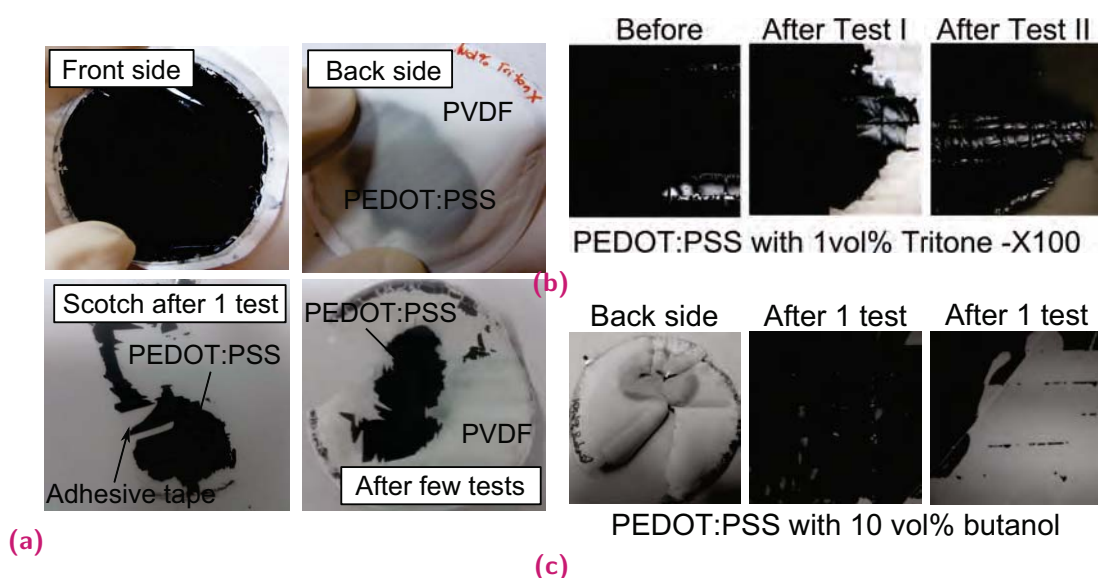 Front side
Back side
Vol% Triton X
PVDF
PEDOT:PSS
Scotch after 1 test
PEDOT:PSS
Adhesive tape
PEDOT:PSS
PVDF
After few tests
(a)
Before
After Test I
After Test II
PEDOT:PSS with 1vol% Tritone -X100
(b)
Back side
After 1 test
After 1 test
PEDOT:PSS with 10 vol% butanol
(c)